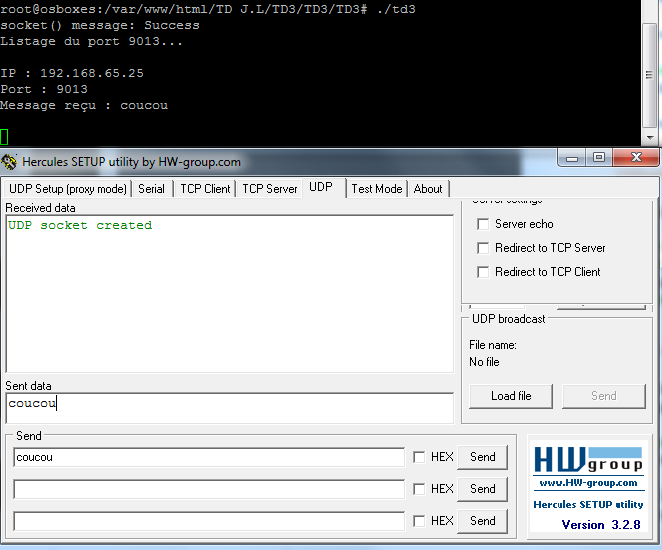 root@osboxes:/var/www/html/TD J.L/TD3/TD3/TD3# ./td3
socket() message: Success
Listage du port 9013...
IP : 192.168.65.25
Port : 9013
Message reçu : coucou
Hercules SETUP utility by HW-group.com
UDP Setup (proxy mode) Serial TCP Client TCP Server UDP Test Mode About
Received data
UDP socket created
Server settings
Server echo
Redirect to TCP Server
Redirect to TCP Client
UDP broadcast
File name:
No file
Load file Send
Sent data
coucou
Send
coucou HEX Send
HEX Send
HEX Send
HW group
www.HW-group.com
Hercules SETUP utility
Version 3.2.8